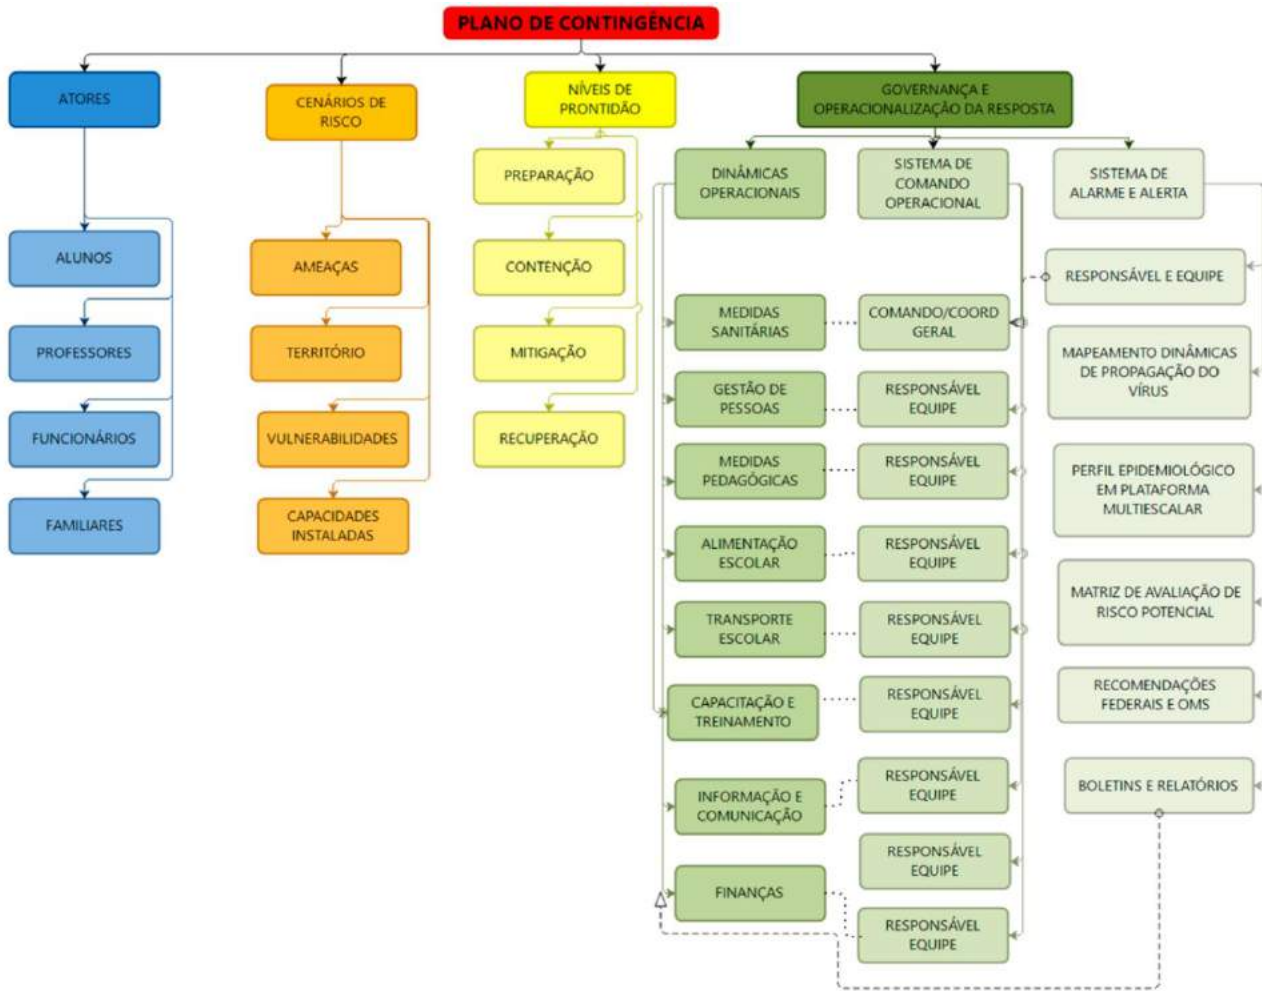 PLANO DE CONTINGÊNCIA
ATORES
ALUNOS
PROFESSORES
FUNCIONÁRIOS
FAMILIARES
CENÁRIOS DE
RISCO
AMEAÇAS
TERRITÓRIO
VULNERABILIDADES
CAPACIDADES
INSTALADAS
NÍVEIS DE
PRONTIDÃO
PREPARAÇÃO
CONTENÇÃO
MITIGAÇÃO
RECUPERAÇÃO
GOVERNANÇA E
OPERACIONALIZAÇÃO DA RESPOSTA
DINÂMICAS
OPERACIONAIS
MEDIDAS
SANITÁRIAS
GESTÃO DE
PESSOAS
MEDIDAS
PEDAGÓGICAS
ALIMENTAÇÃO
ESCOLAR
TRANSPORTE
ESCOLAR
CAPACITAÇÃO E
TREINAMENTO
INFORMAÇÃO E
COMUNICAÇÃO
FINANÇAS
SISTEMA DE
COMANDO
OPERACIONAL
COMANDO/COORD
GERAL
RESPONSÁVEL
EQUIPE
RESPONSÁVEL
EQUIPE
RESPONSÁVEL
EQUIPE
RESPONSÁVEL
EQUIPE
RESPONSÁVEL
EQUIPE
RESPONSÁVEL
EQUIPE
RESPONSÁVEL
EQUIPE
RESPONSÁVEL
EQUIPE
SISTEMA DE
ALARME E ALERTA
RESPONSÁVEL E EQUIPE
MAPEAMENTO DINÂMICAS
DE PROPAGAÇÃO DO
VÍRUS
PERFIL EPIDEMIOLÓGICO
EM PLATAFORMA
MULTIESCALAR
MATRIZ DE AVALIAÇÃO DE
RISCO POTENCIAL
RECOMENDAÇÕES
FEDERAIS E OMS
BOLETINS E RELATÓRIOS